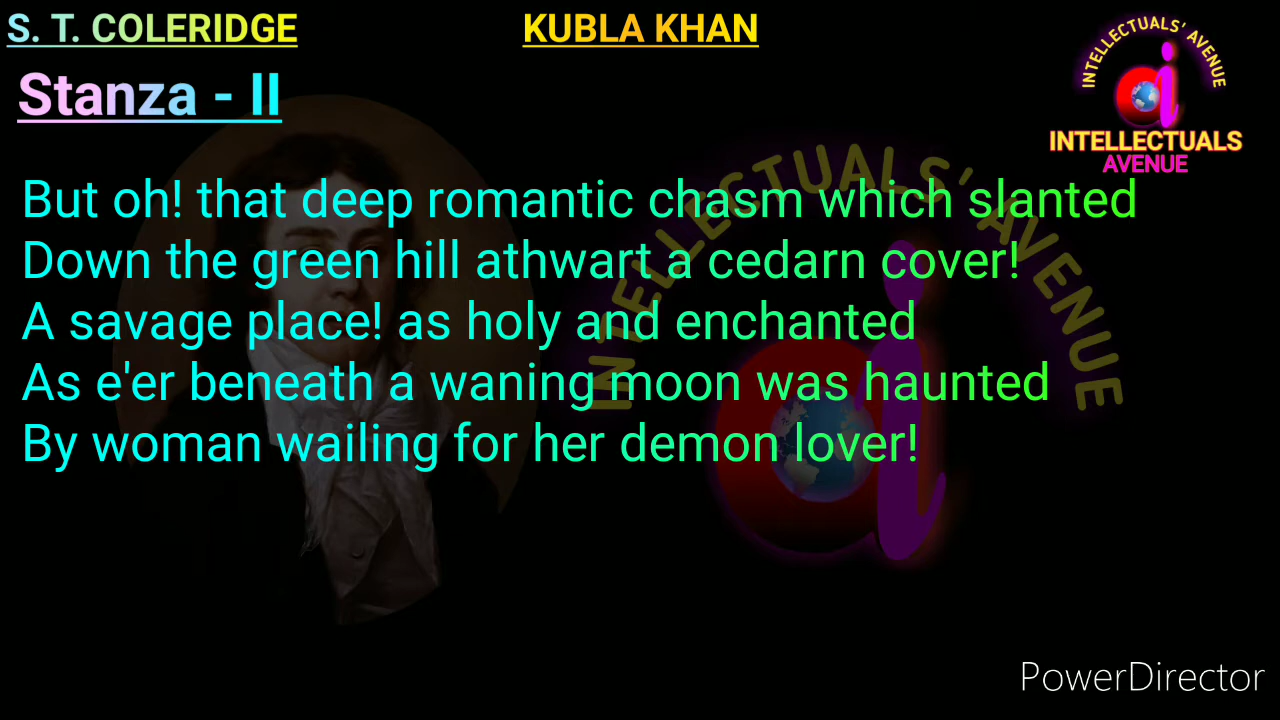 S. T. COLERIDGE
KUBLA KHAN
INTELLECTUALS' AVENUE
INTELLECTUALS
AVENUE
Stanza - II
But oh! that deep romantic chasm which slanted
Down the green hill athwart a cedarn cover!
A savage place! as holy and enchanted
As e'er beneath a waning moon was haunted
By woman wailing for her demon lover!
INTELLECTUALS' AVENUE
PowerDirector